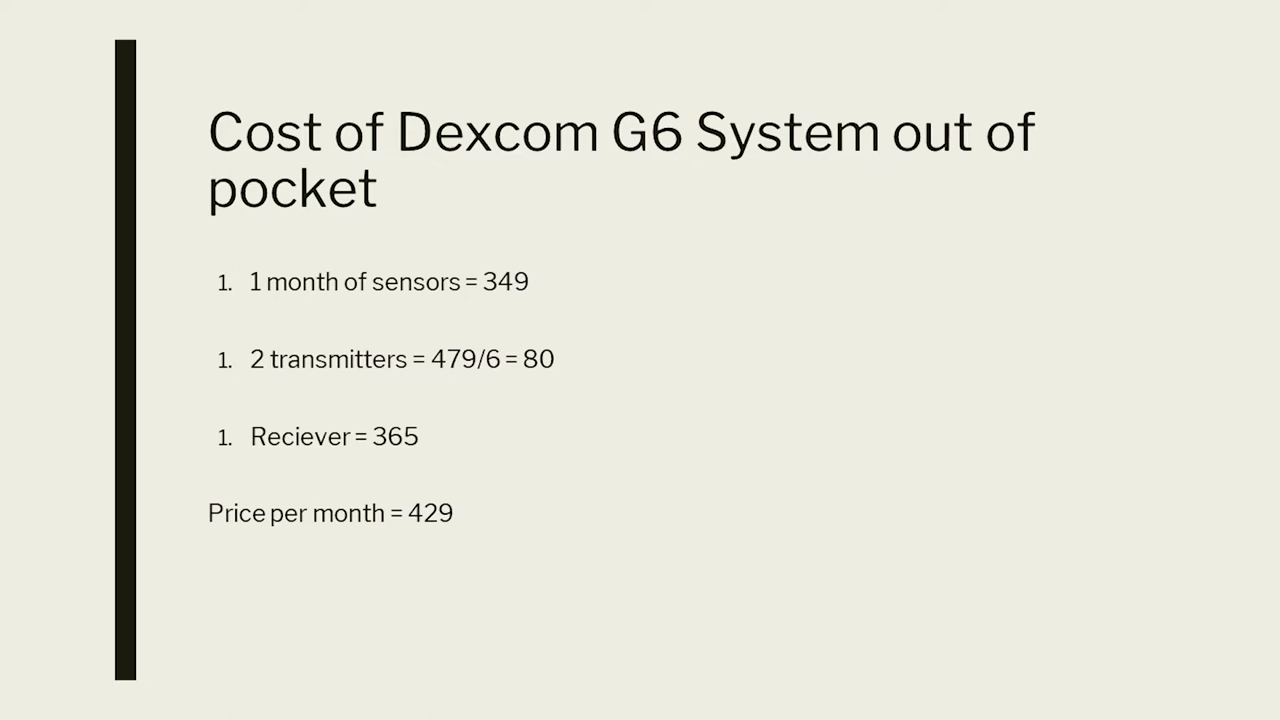 Cost of Dexcom G6 System out of
pocket
1. 1 month of sensors = 349
1. 2 transmitters = 479/6 = 80
1. Reciever = 365
Price per month = 429